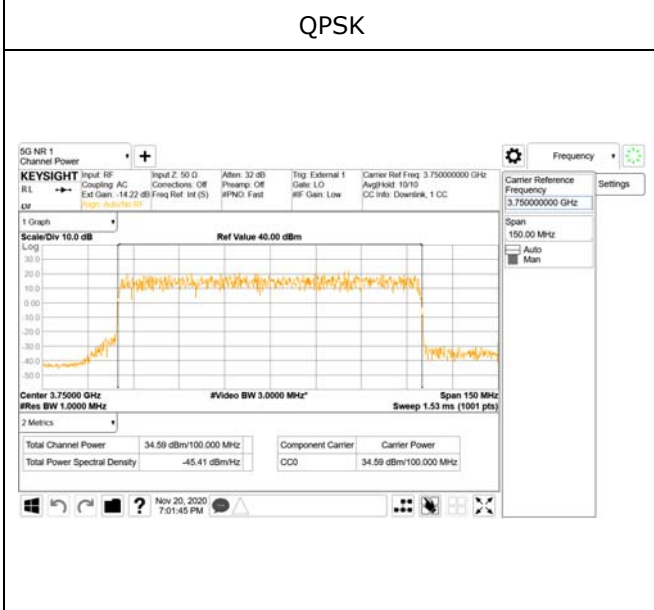 QPSK
5G NR 1
Channel Power
Frequency
KEYSIGHT
RL
Input: RF
Coupling: AC
Ext Gain: -14.22 dB
Align: Auto/No RF
Input Z: 50 Ω
Corrections: Off
Freq Ref: Int (S)
Atten: 32 dB
Preamp: Off
#PNO: Fast
Trig: External 1
Gate: LO
#IF Gain: Low
Carrier Ref Freq: 3.750000000 GHz
Avg|Hold: 10/10
CC Info: Downlink, 1 CC
Carrier Reference
Frequency
3.750000000 GHz
Settings
Span
150.00 MHz
Auto
Man
1 Graph
Scale/Div 10.0 dB
Ref Value 40.00 dBm
Log
30.0
20.0
10.0
0.00
-10.0
-20.0
-30.0
-40.0
-50.0
Center 3.75000 GHz
#Video BW 3.0000 MHz*
Span 150 MHz
#Res BW 1.0000 MHz
Sweep 1.53 ms (1001 pts)
2 Metrics
Total Channel Power 34.59 dBm/100.000 MHz
Total Power Spectral Density -45.41 dBm/Hz
Component Carrier Carrier Power
CC0 34.59 dBm/100.000 MHz
Nov 20, 2020
7:01:45 PM